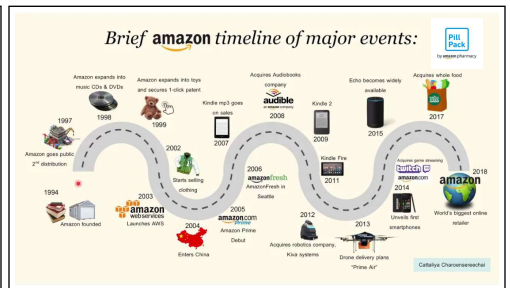 Brief amazon timeline of major events:
Pill
Pack
by amazon pharmacy
1994
Amazon founded
1997
Amazon goes public
2nd distribution
Amazon expands into
music CDs & DVDs
1998
Amazon expands into toys
and secures 1-click patent
1999
2002
Starts selling
clothing
2003
amazon
webservices
Launches AWS
2004
Enters China
2005
amazon.com
Prime
Amazon Prime
Debut
2006
amazonfresh
AmazonFresh in
Seattle
Kindle mp3 goes
on sales
2007
Acquires Audiobooks
company
audible
an amazon company
2008
Kindle 2
2009
Kindle Fire
2011
2012
Acquires robotics company,
Kiva systems
2013
Drone delivery plans
"Prime Air"
Acquires game streaming
twitch
amazon.com
2014
Unveils first
smartphones
Echo becomes widely
available
2015
Acquires whole food
2017
2018
amazon
World's biggest online
retailer
Cattaliya Charoensereechai